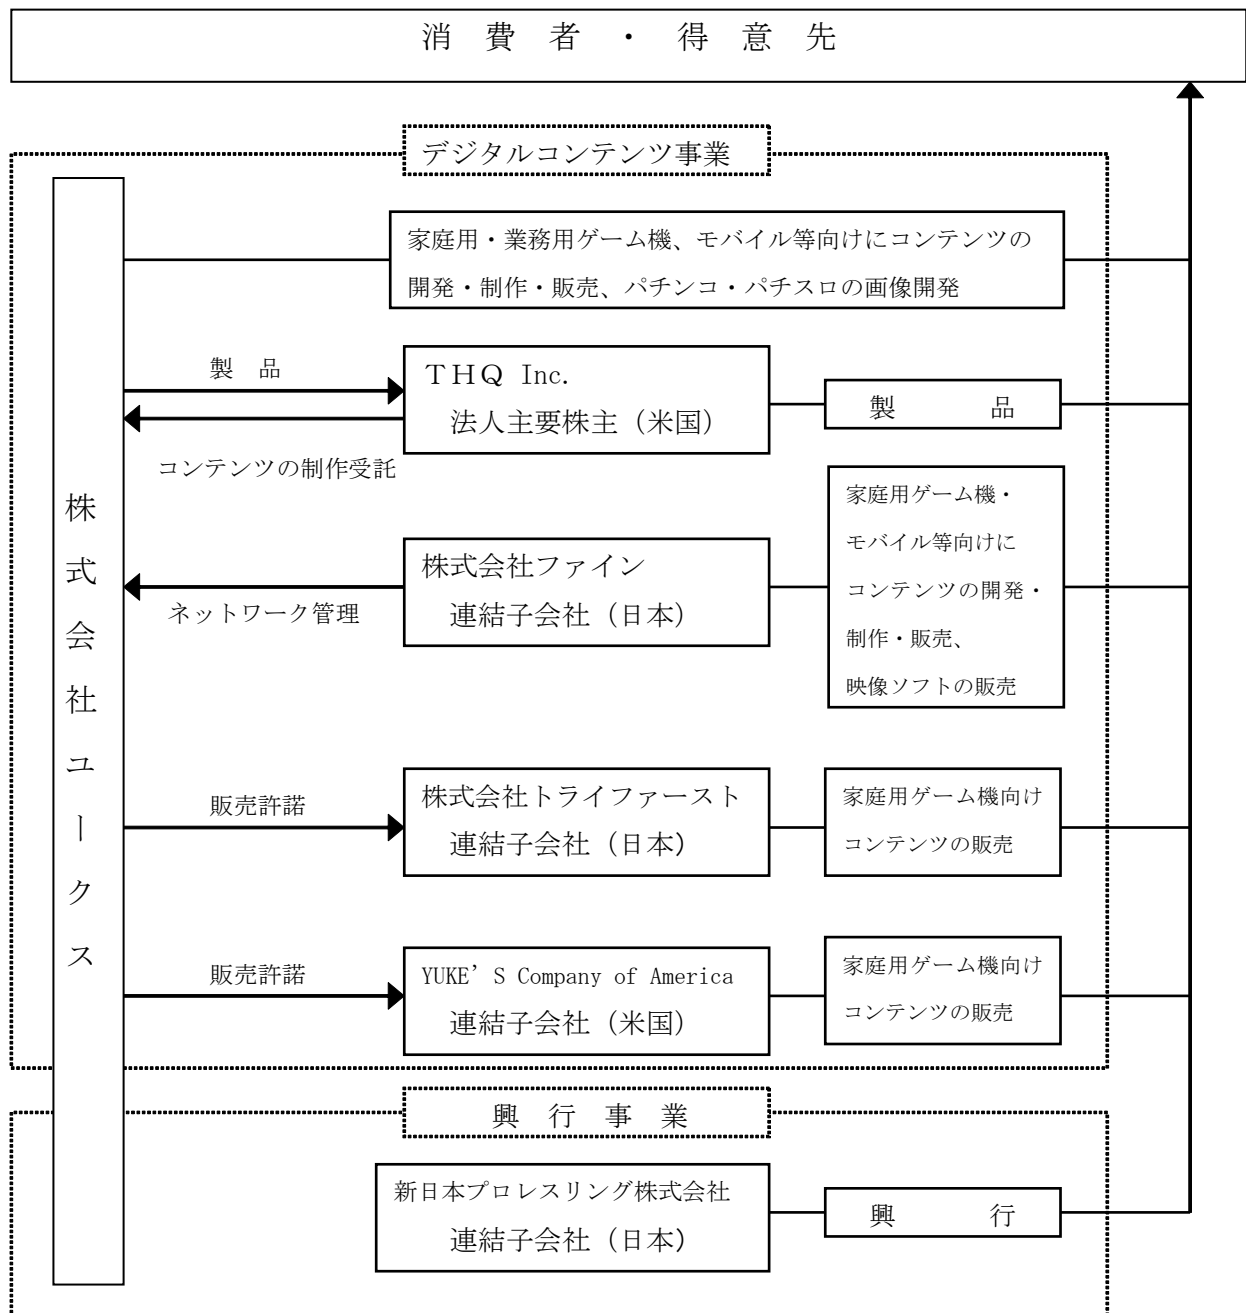 消費者・得意先
デジタルコンテンツ事業
家庭用・業務用ゲーム機、モバイル等向けにコンテンツの
開発・制作・販売、パチンコ・パチスロの画像開発
製品
THQ Inc.
法人主要株主(米国)
製品
コンテンツの制作受託
株式会社ユークス
家庭用ゲーム機・
モバイル等向けに
コンテンツの開発・
制作・販売、
映像ソフトの販売
株式会社ファイン
連結子会社(日本)
ネットワーク管理
販売許諾
株式会社トライファースト
連結子会社(日本)
家庭用ゲーム機向け
コンテンツの販売
販売許諾
YUKE’S Company of America
連結子会社(米国)
家庭用ゲーム機向け
コンテンツの販売
興行事業
新日本プロレスリング株式会社
連結子会社(日本)
興行